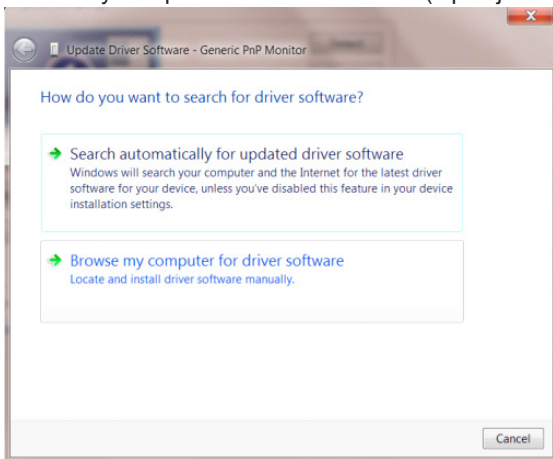 Update Driver Software - Generic PnP Monitor
How do you want to search for driver software?
Search automatically for updated driver software
Windows will search your computer and the Internet for the latest driver
software for your device, unless you've disabled this feature in your device
installation settings.
Browse my computer for driver software
Locate and install driver software manually.
Cancel